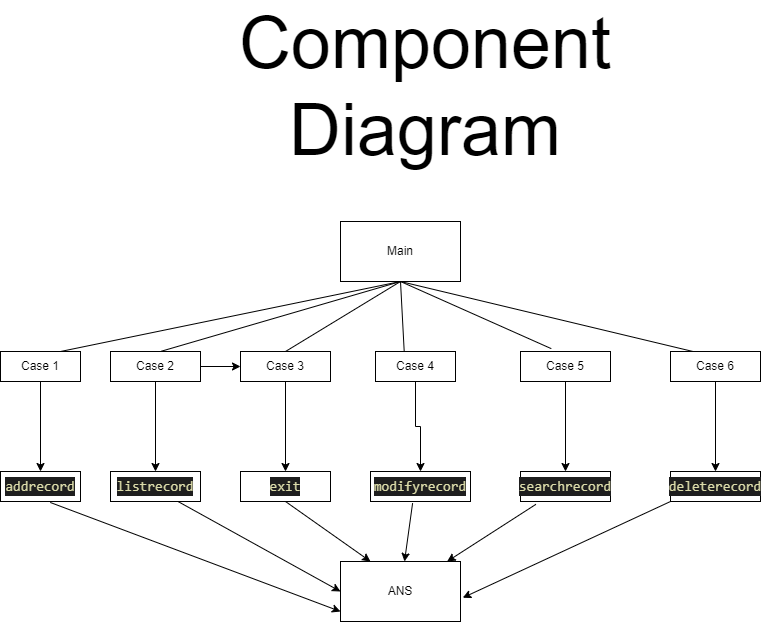 Component
Diagram
Main
Case 1
Case 2
Case 3
Case 4
Case 5
Case 6
addrecord
listrecord
exit
modifyrecord
searchrecord
deleterecord
ANS